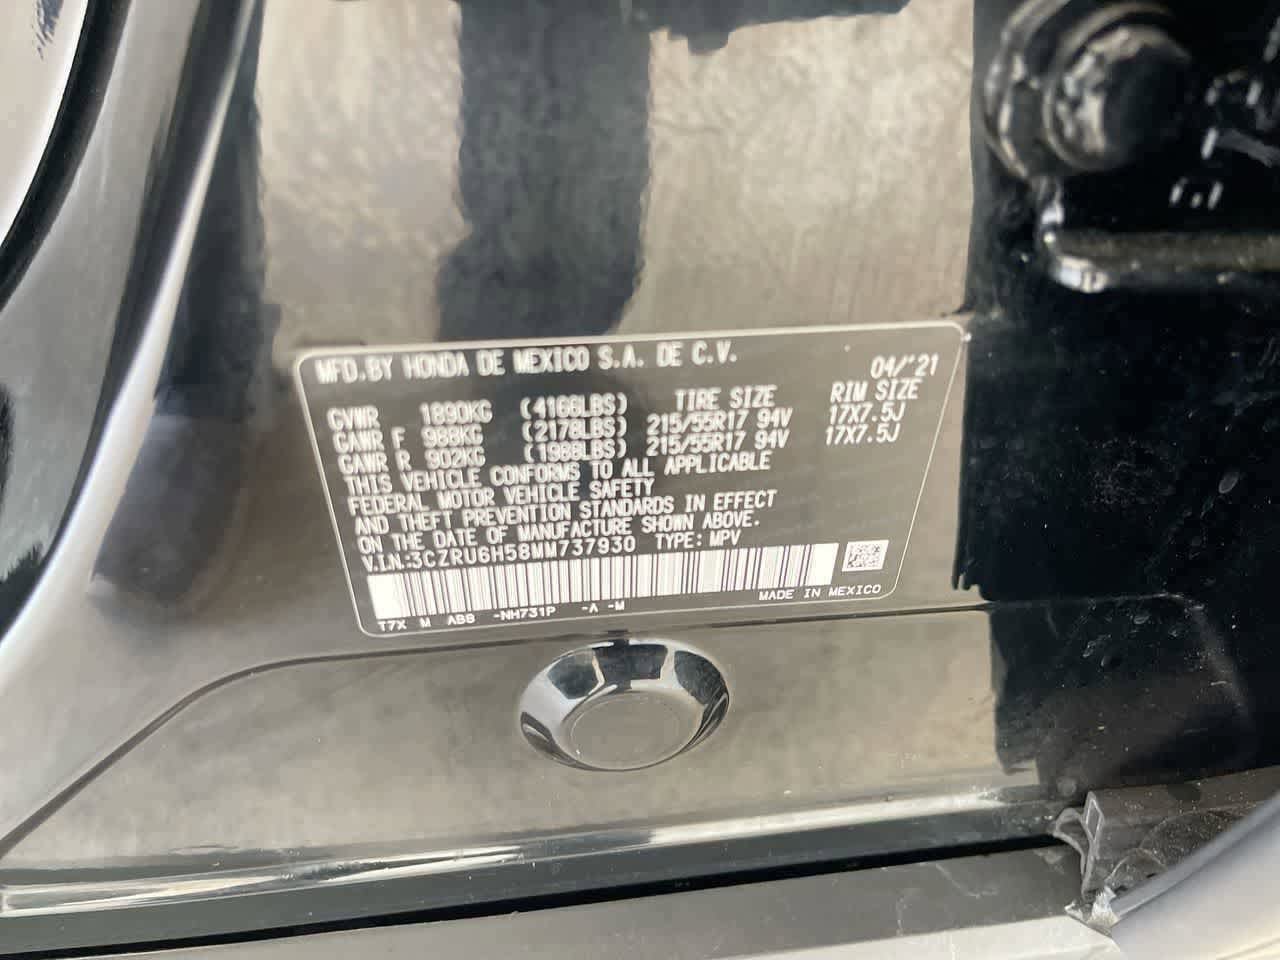 MFD.BY HONDA DE MEXICO S.A. DE C.V. 04/'21
TIRE SIZE RIM SIZE
GVWR 1890KG (4166LBS)
GAWR F 988KG (2178LBS) 215/55R17 94V 17X7.5J
GAWR R 902KG (1988LBS) 215/55R17 94V 17X7.5J
THIS VEHICLE CONFORMS TO ALL APPLICABLE
FEDERAL MOTOR VEHICLE SAFETY
AND THEFT PREVENTION STANDARDS IN EFFECT
ON THE DATE OF MANUFACTURE SHOWN ABOVE.
V.I.N:3CZRU6H58MM737930 TYPE: MPV
MADE IN MEXICO
T7X M AB8 -NH731P -A -M